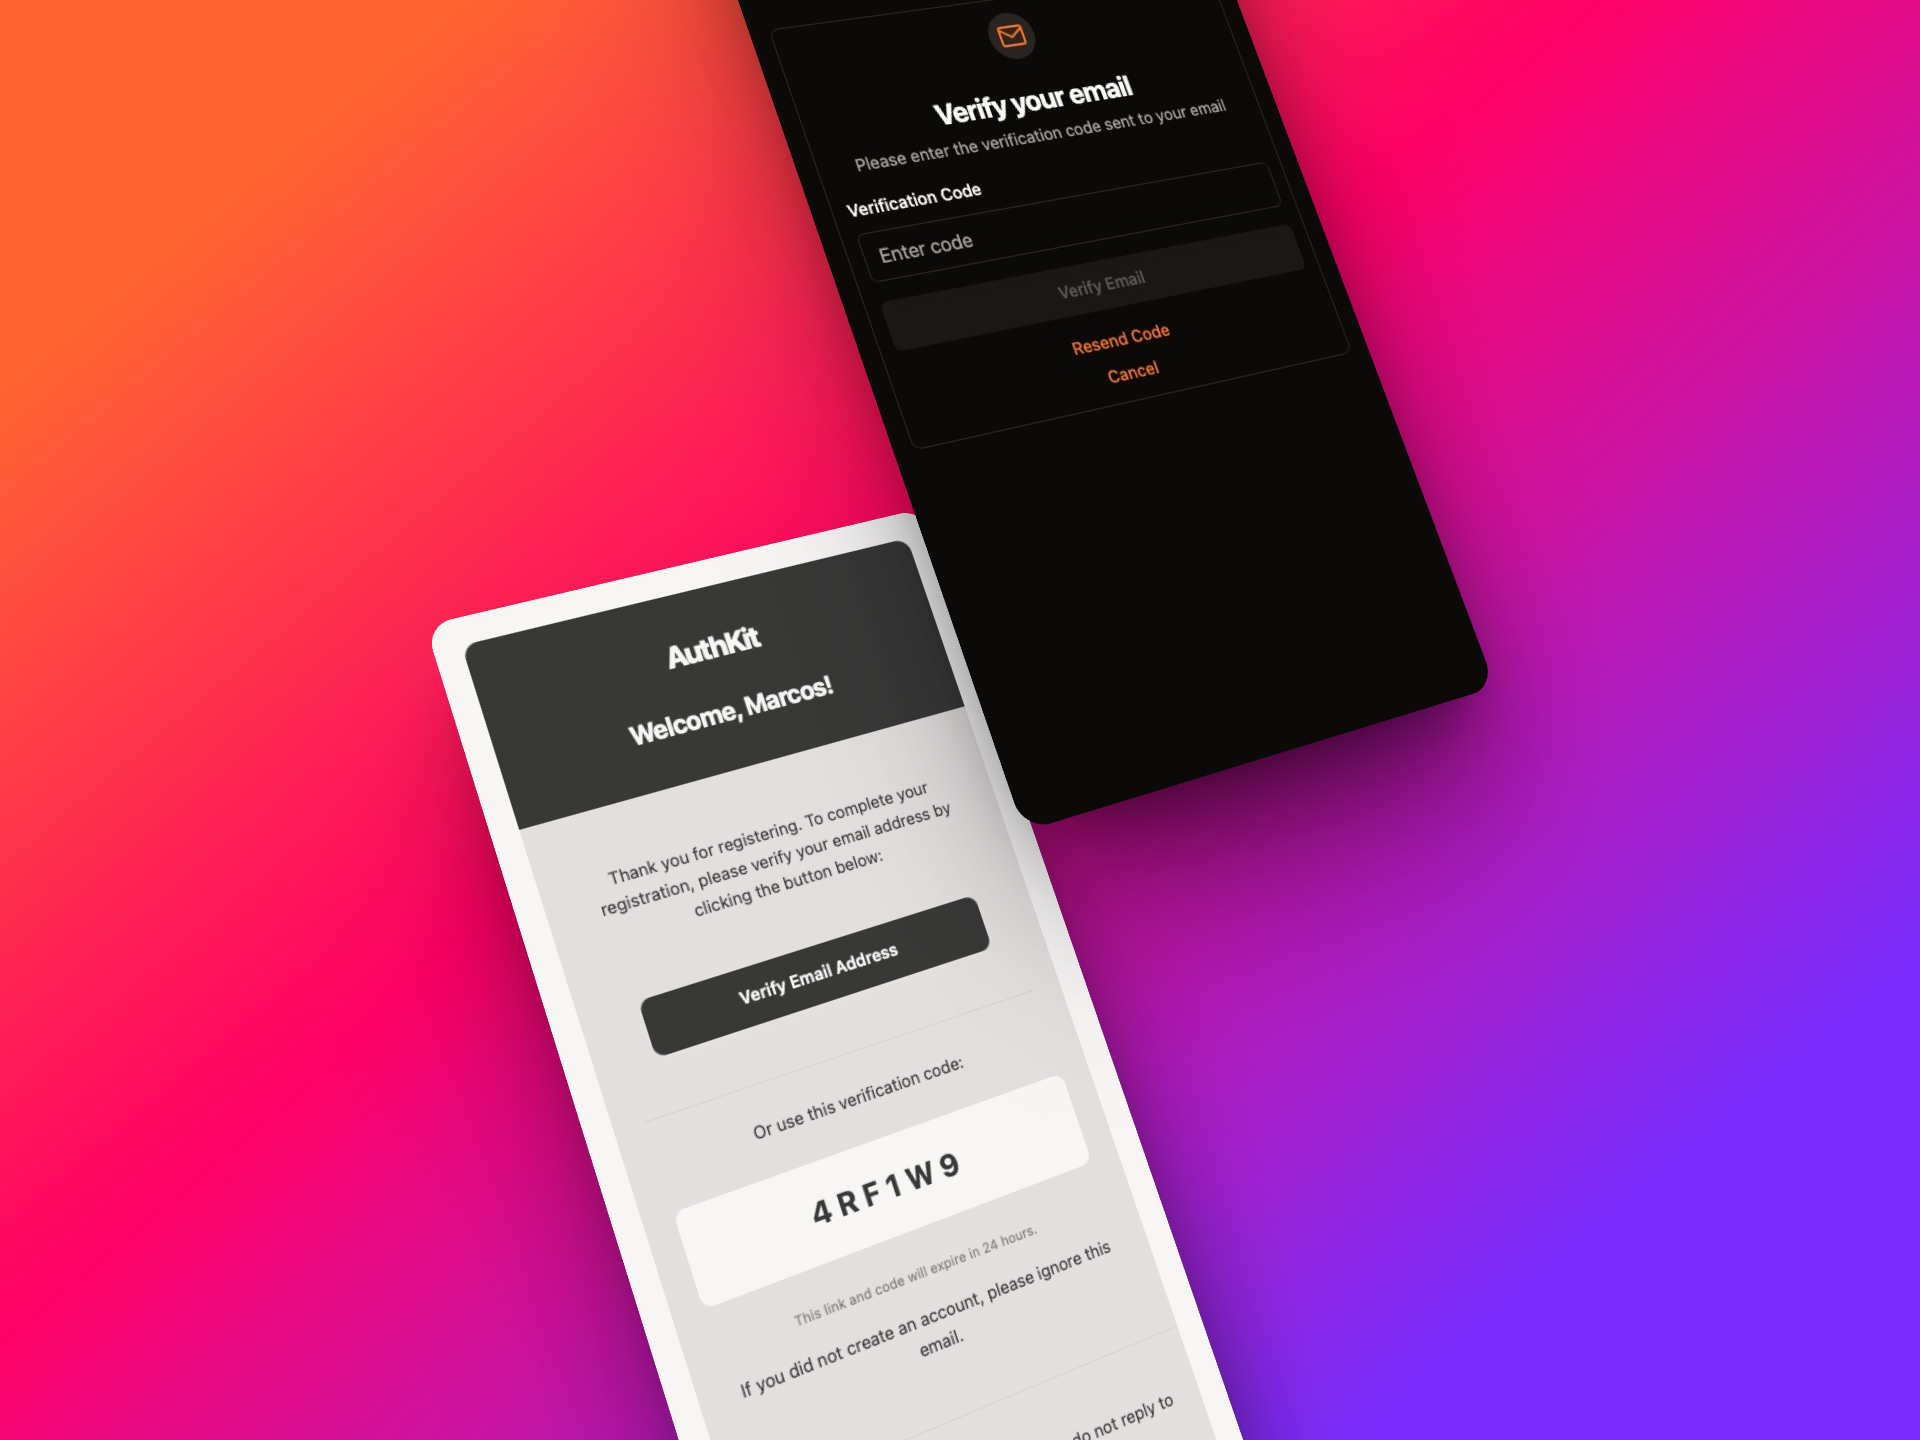 Verify your email
Please enter the verification code sent to your email
Verification Code
Enter code
Verify Email
Resend Code
Cancel
AuthKit
Welcome, Marcos!
Thank you for registering. To complete your
registration, please verify your email address by
clicking the button below:
Verify Email Address
Or use this verification code:
4RF1W9
This link and code will expire in 24 hours.
If you did not create an account, please ignore this
email.
do not reply to